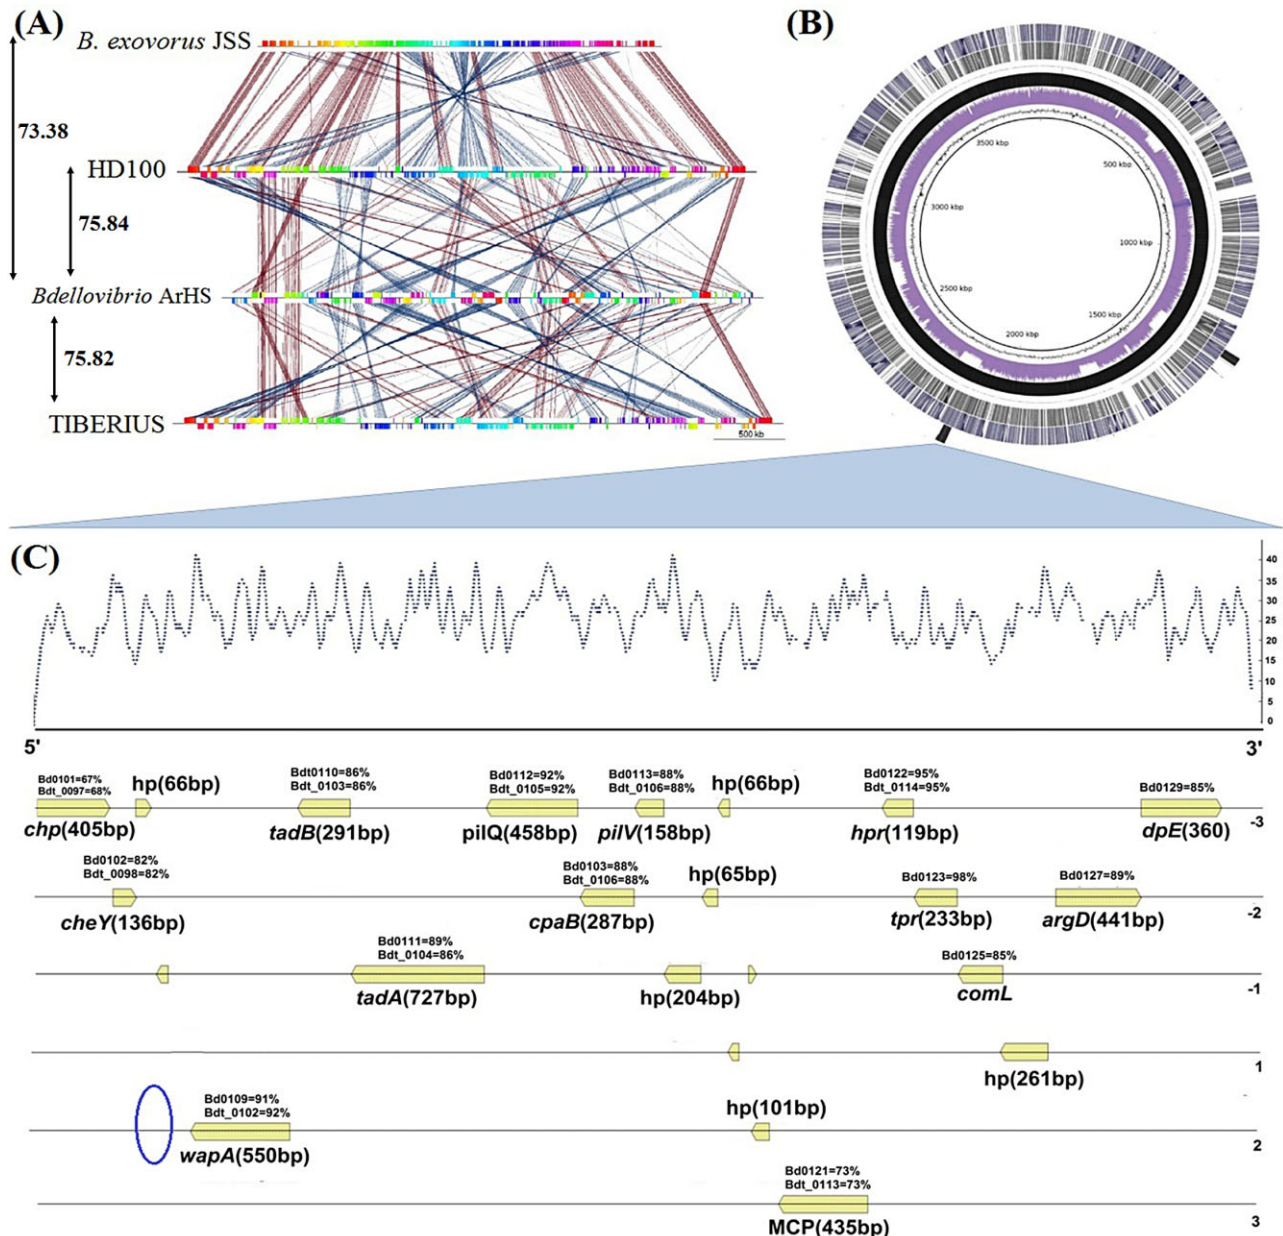 (A)
B. exovorus JSS
73.38
HD100
75.84
Bdellovibrio ArHS
75.82
TIBERIUS
500 kb
(B)
3500 kbp
500 kbp
3000 kbp
1000 kbp
2500 kbp
1500 kbp
2000 kbp
(C)
40
35
30
25
20
15
10
5
0
5' 3'
Bd0101=67%
Bdt_0097=68%
chp(405bp)
hp(66bp)
Bdt0110=86%
Bdt_0103=86%
tadB(291bp)
Bd0112=92%
Bdt_0105=92%
pilQ(458bp)
Bd0113=88%
Bdt_0106=88%
pilV(158bp)
hp(66bp)
Bd0122=95%
Bdt_0114=95%
hpr(119bp)
Bd0129=85%
dpE(360)
-3
Bd0102=82%
Bdt_0098=82%
cheY(136bp)
Bd0103=88%
Bdt_0106=88%
cpaB(287bp)
hp(65bp)
Bd0123=98%
tpr(233bp)
Bd0127=89%
argD(441bp)
-2
Bd0111=89%
Bdt_0104=86%
tadA(727bp)
hp(204bp)
Bd0125=85%
comL
-1
hp(261bp)
1
Bd0109=91%
Bdt_0102=92%
wapA(550bp)
hp(101bp)
2
Bd0121=73%
Bdt_0113=73%
MCP(435bp)
3